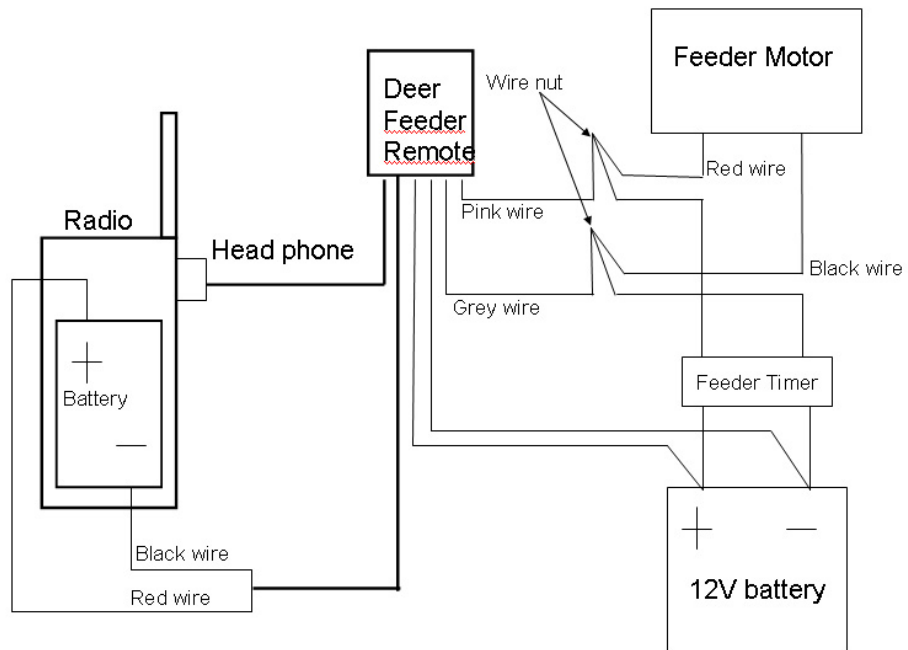 Deer
Feeder
Remote
Feeder Motor
Wire nut
Red wire
Pink wire
Radio
Head phone
Black wire
Grey wire
Feeder Timer
+
Battery
—
Black wire
Red wire
+ —
12V battery